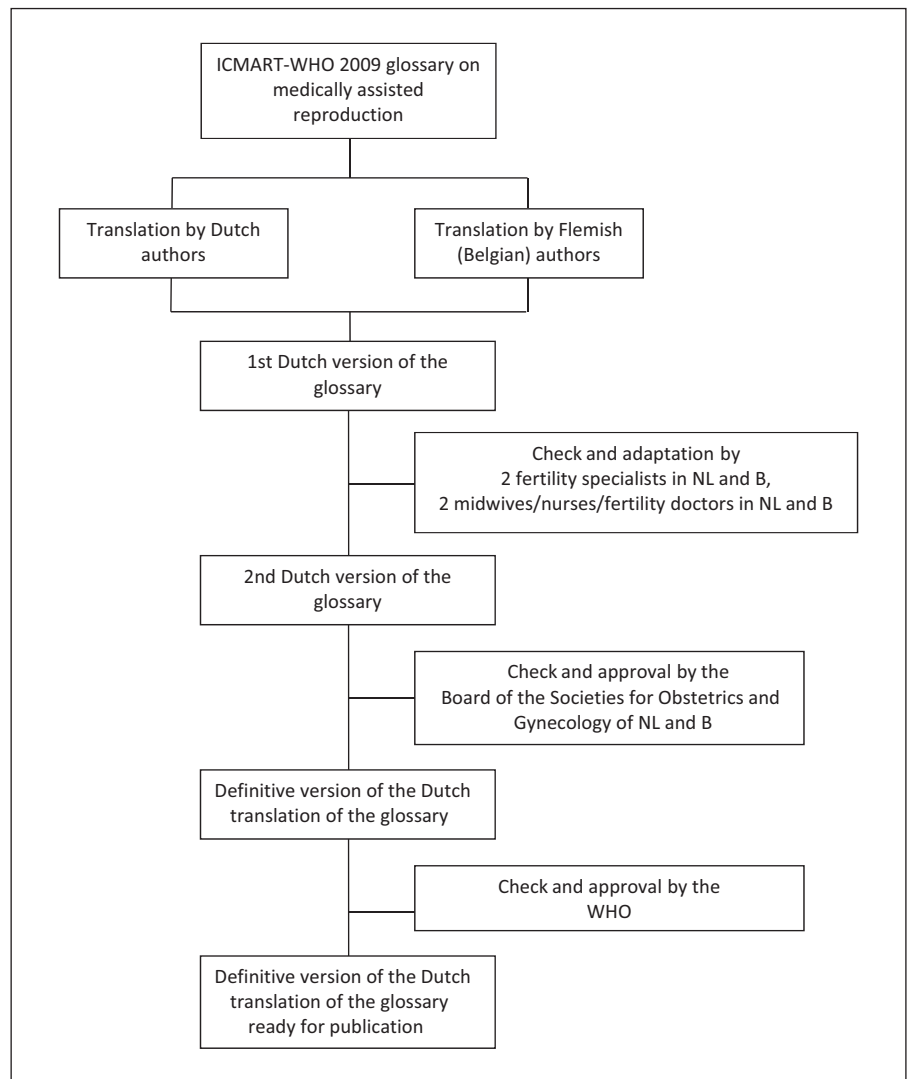 ICMART-WHO 2009 glossary on
medically assisted
reproduction
Translation by Dutch
authors
Translation by Flemish
(Belgian) authors
1st Dutch version of the
glossary
Check and adaptation by
2 fertility specialists in NL and B,
2 midwives/nurses/fertility doctors in NL and B
2nd Dutch version of the
glossary
Check and approval by the
Board of the Societies for Obstetrics and
Gynecology of NL and B
Definitive version of the Dutch
translation of the glossary
Check and approval by the
WHO
Definitive version of the Dutch
translation of the glossary
ready for publication